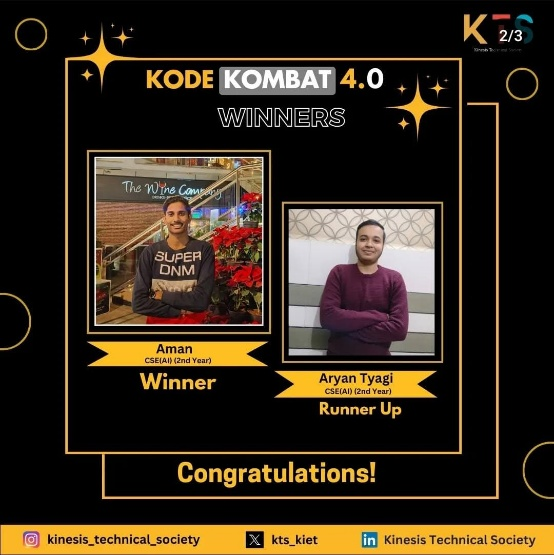 KTS
2/3
Kinesis Technical Society
KODE KOMBAT 4.0
WINNERS
The Wine Company
SUPER
DNM
Aman
CSE(AI) (2nd Year)
Winner
Aryan Tyagi
CSE(AI) (2nd Year)
Runner Up
Congratulations!
kinesis_technical_society
kts_kiet
Kinesis Technical Society